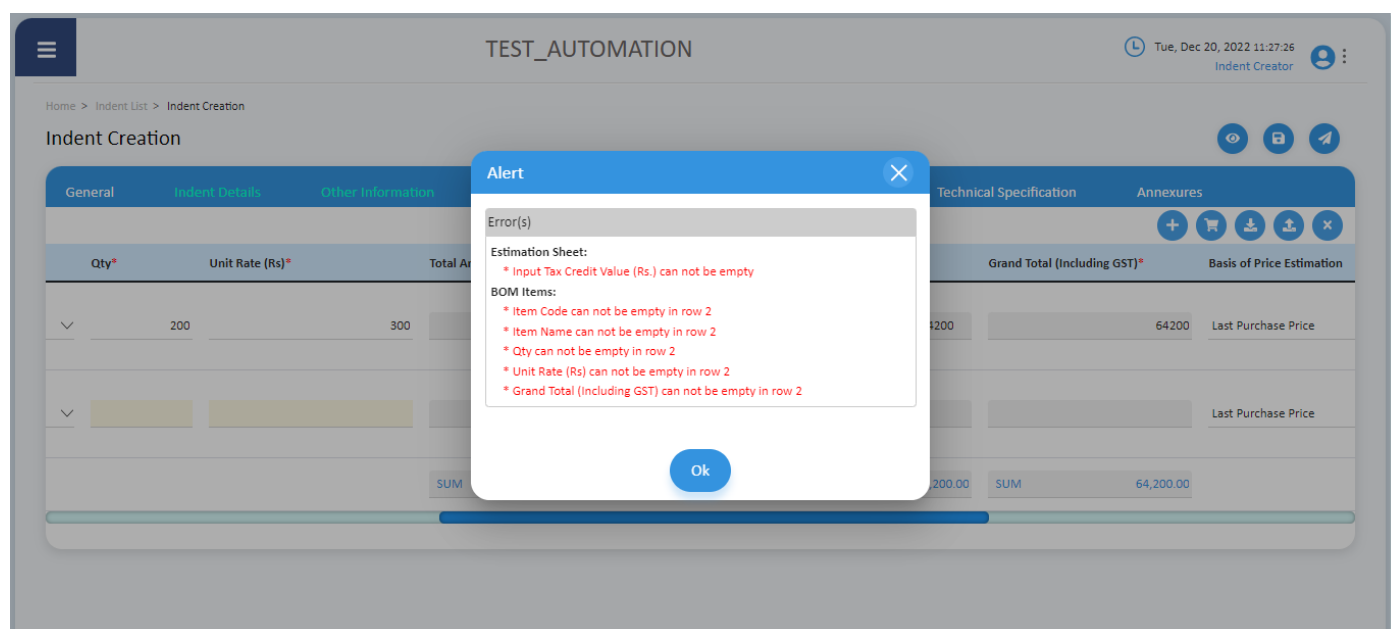 TEST_AUTOMATION
Tue, Dec 20, 2022 11:27:26
Indent Creator
Home > Indent List > Indent Creation
Indent Creation
Alert
General Indent Details Other Information Technical Specification Annexures
Error(s)
Estimation Sheet:
* Input Tax Credit Value (Rs.) can not be empty
BOM Items:
* Item Code can not be empty in row 2
* Item Name can not be empty in row 2
* Qty can not be empty in row 2
* Unit Rate (Rs) can not be empty in row 2
* Grand Total (Including GST) can not be empty in row 2
Ok
Qty* Unit Rate (Rs)* Total Grand Total (Including GST)* Basis of Price Estimation
200 300 4200 64200 Last Purchase Price
Last Purchase Price
SUM ,200.00 SUM 64,200.00